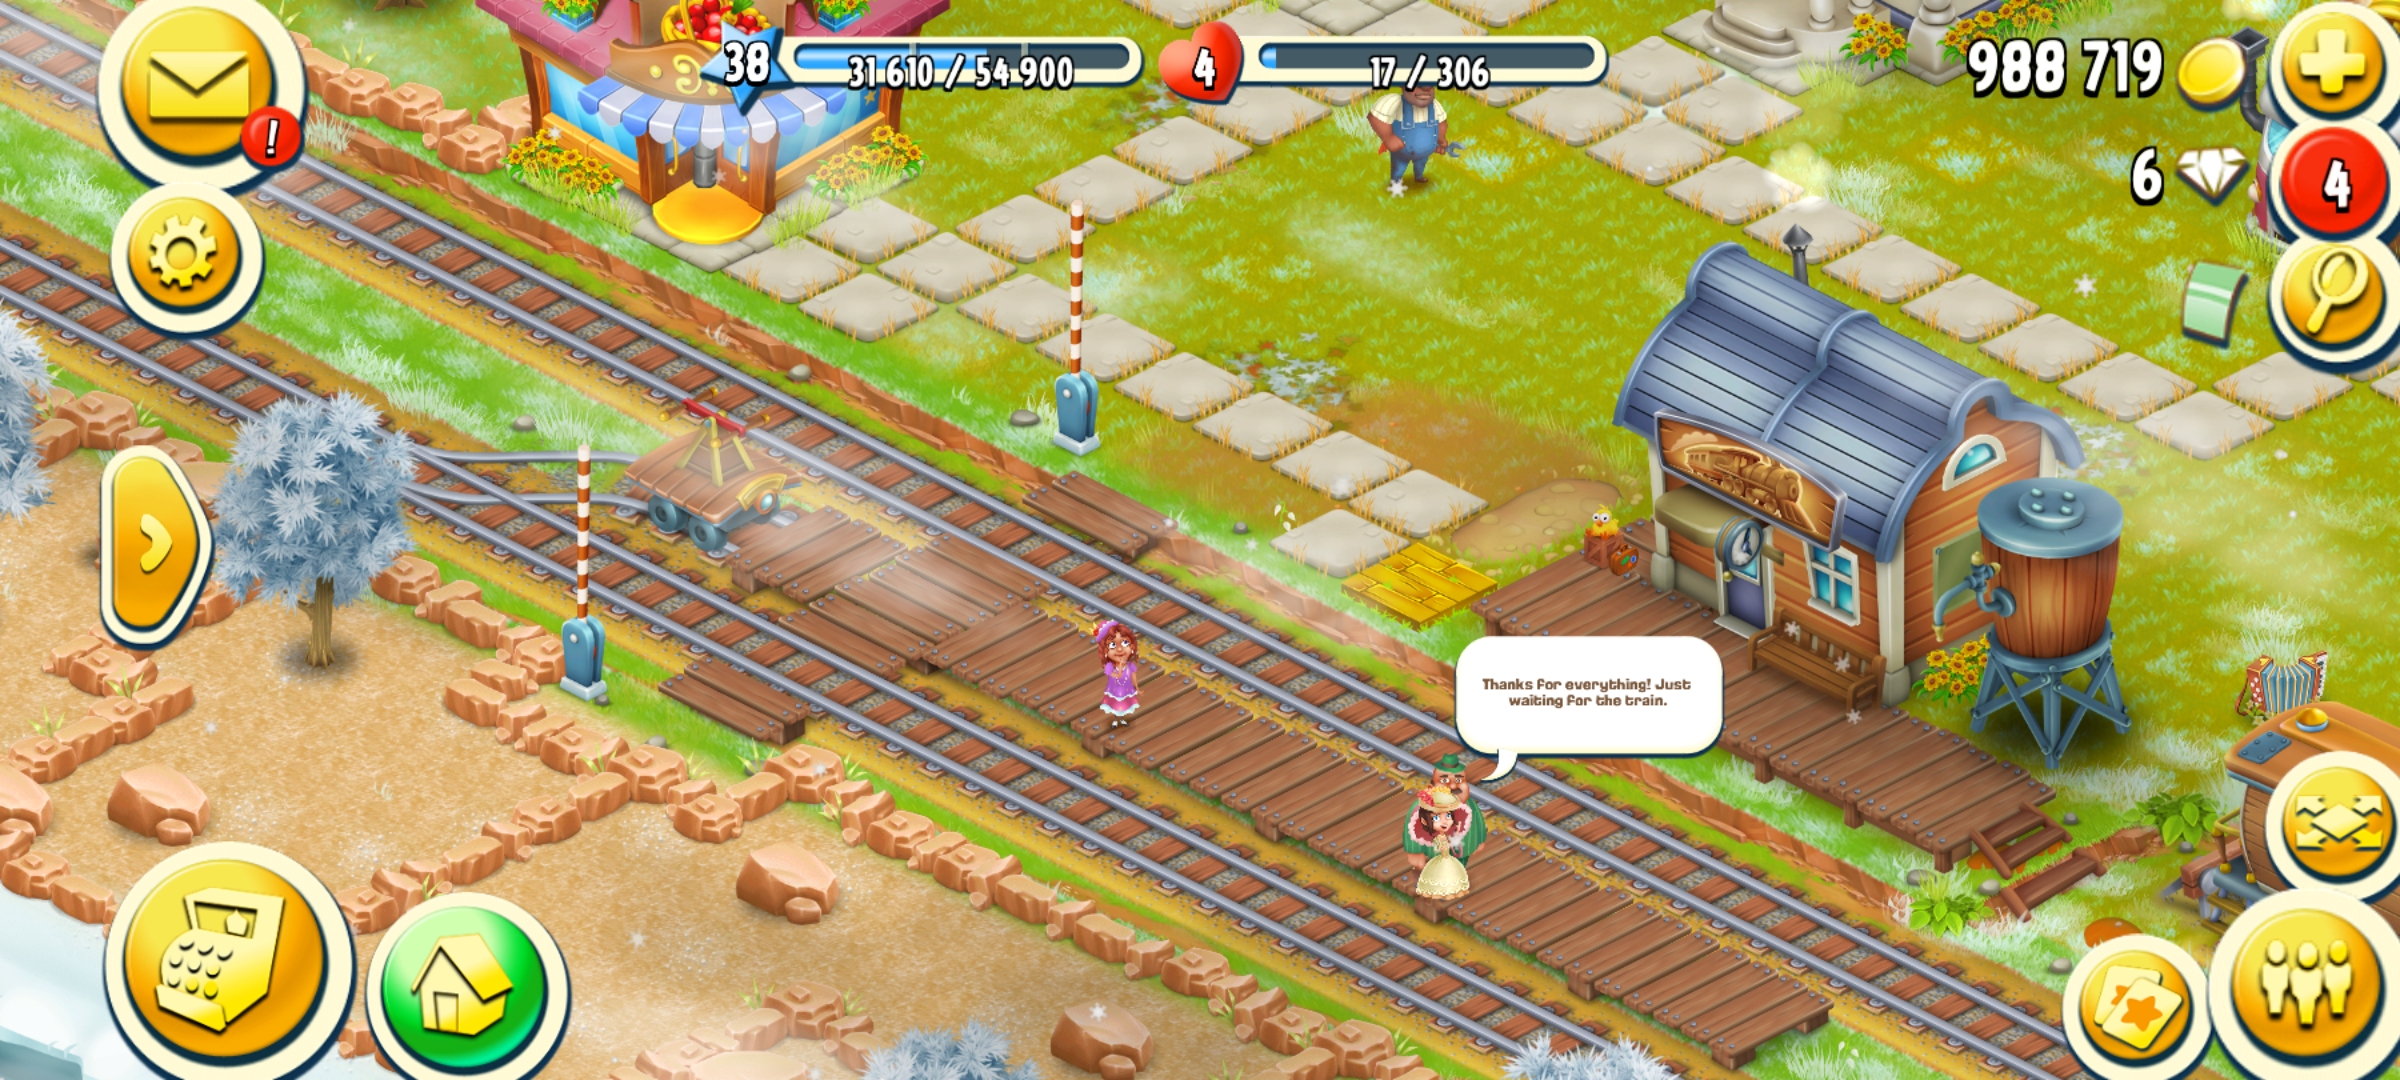 !
38
31 610 / 54 900
4
17 / 306
988 719
6
4
Thanks for everything! Just
waiting for the train.